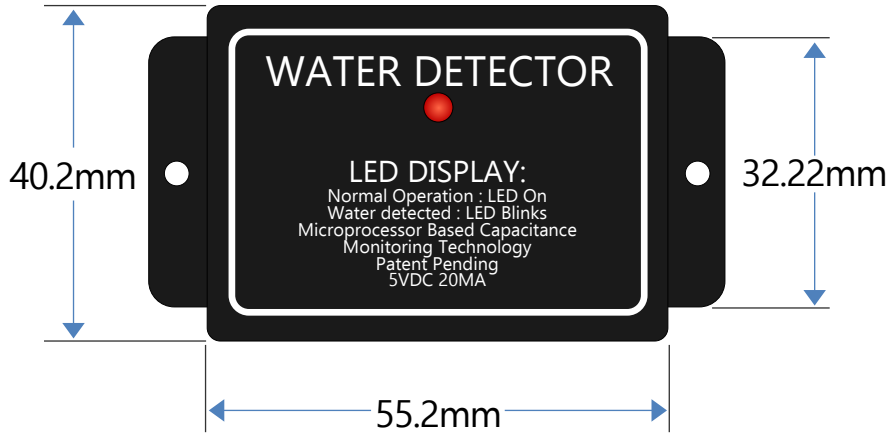 WATER DETECTOR
40.2mm
32.22mm
LED DISPLAY:
Normal Operation : LED On
Water detected : LED Blinks
Microprocessor Based Capacitance
Monitoring Technology
Patent Pending
5VDC 20MA
55.2mm